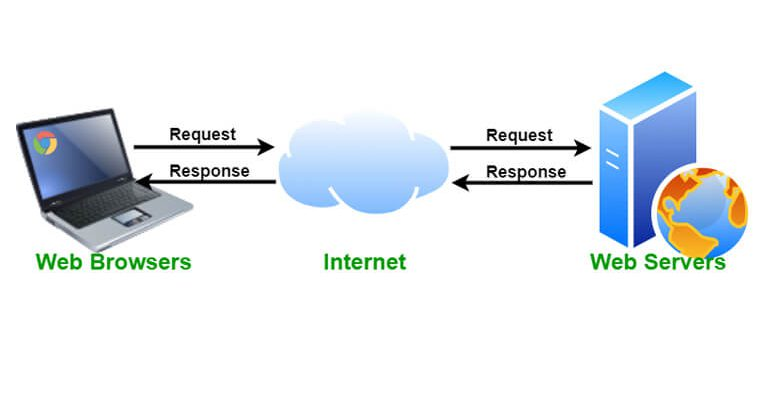 Request
Response
Request
Response
Web Browsers
Internet
Web Servers